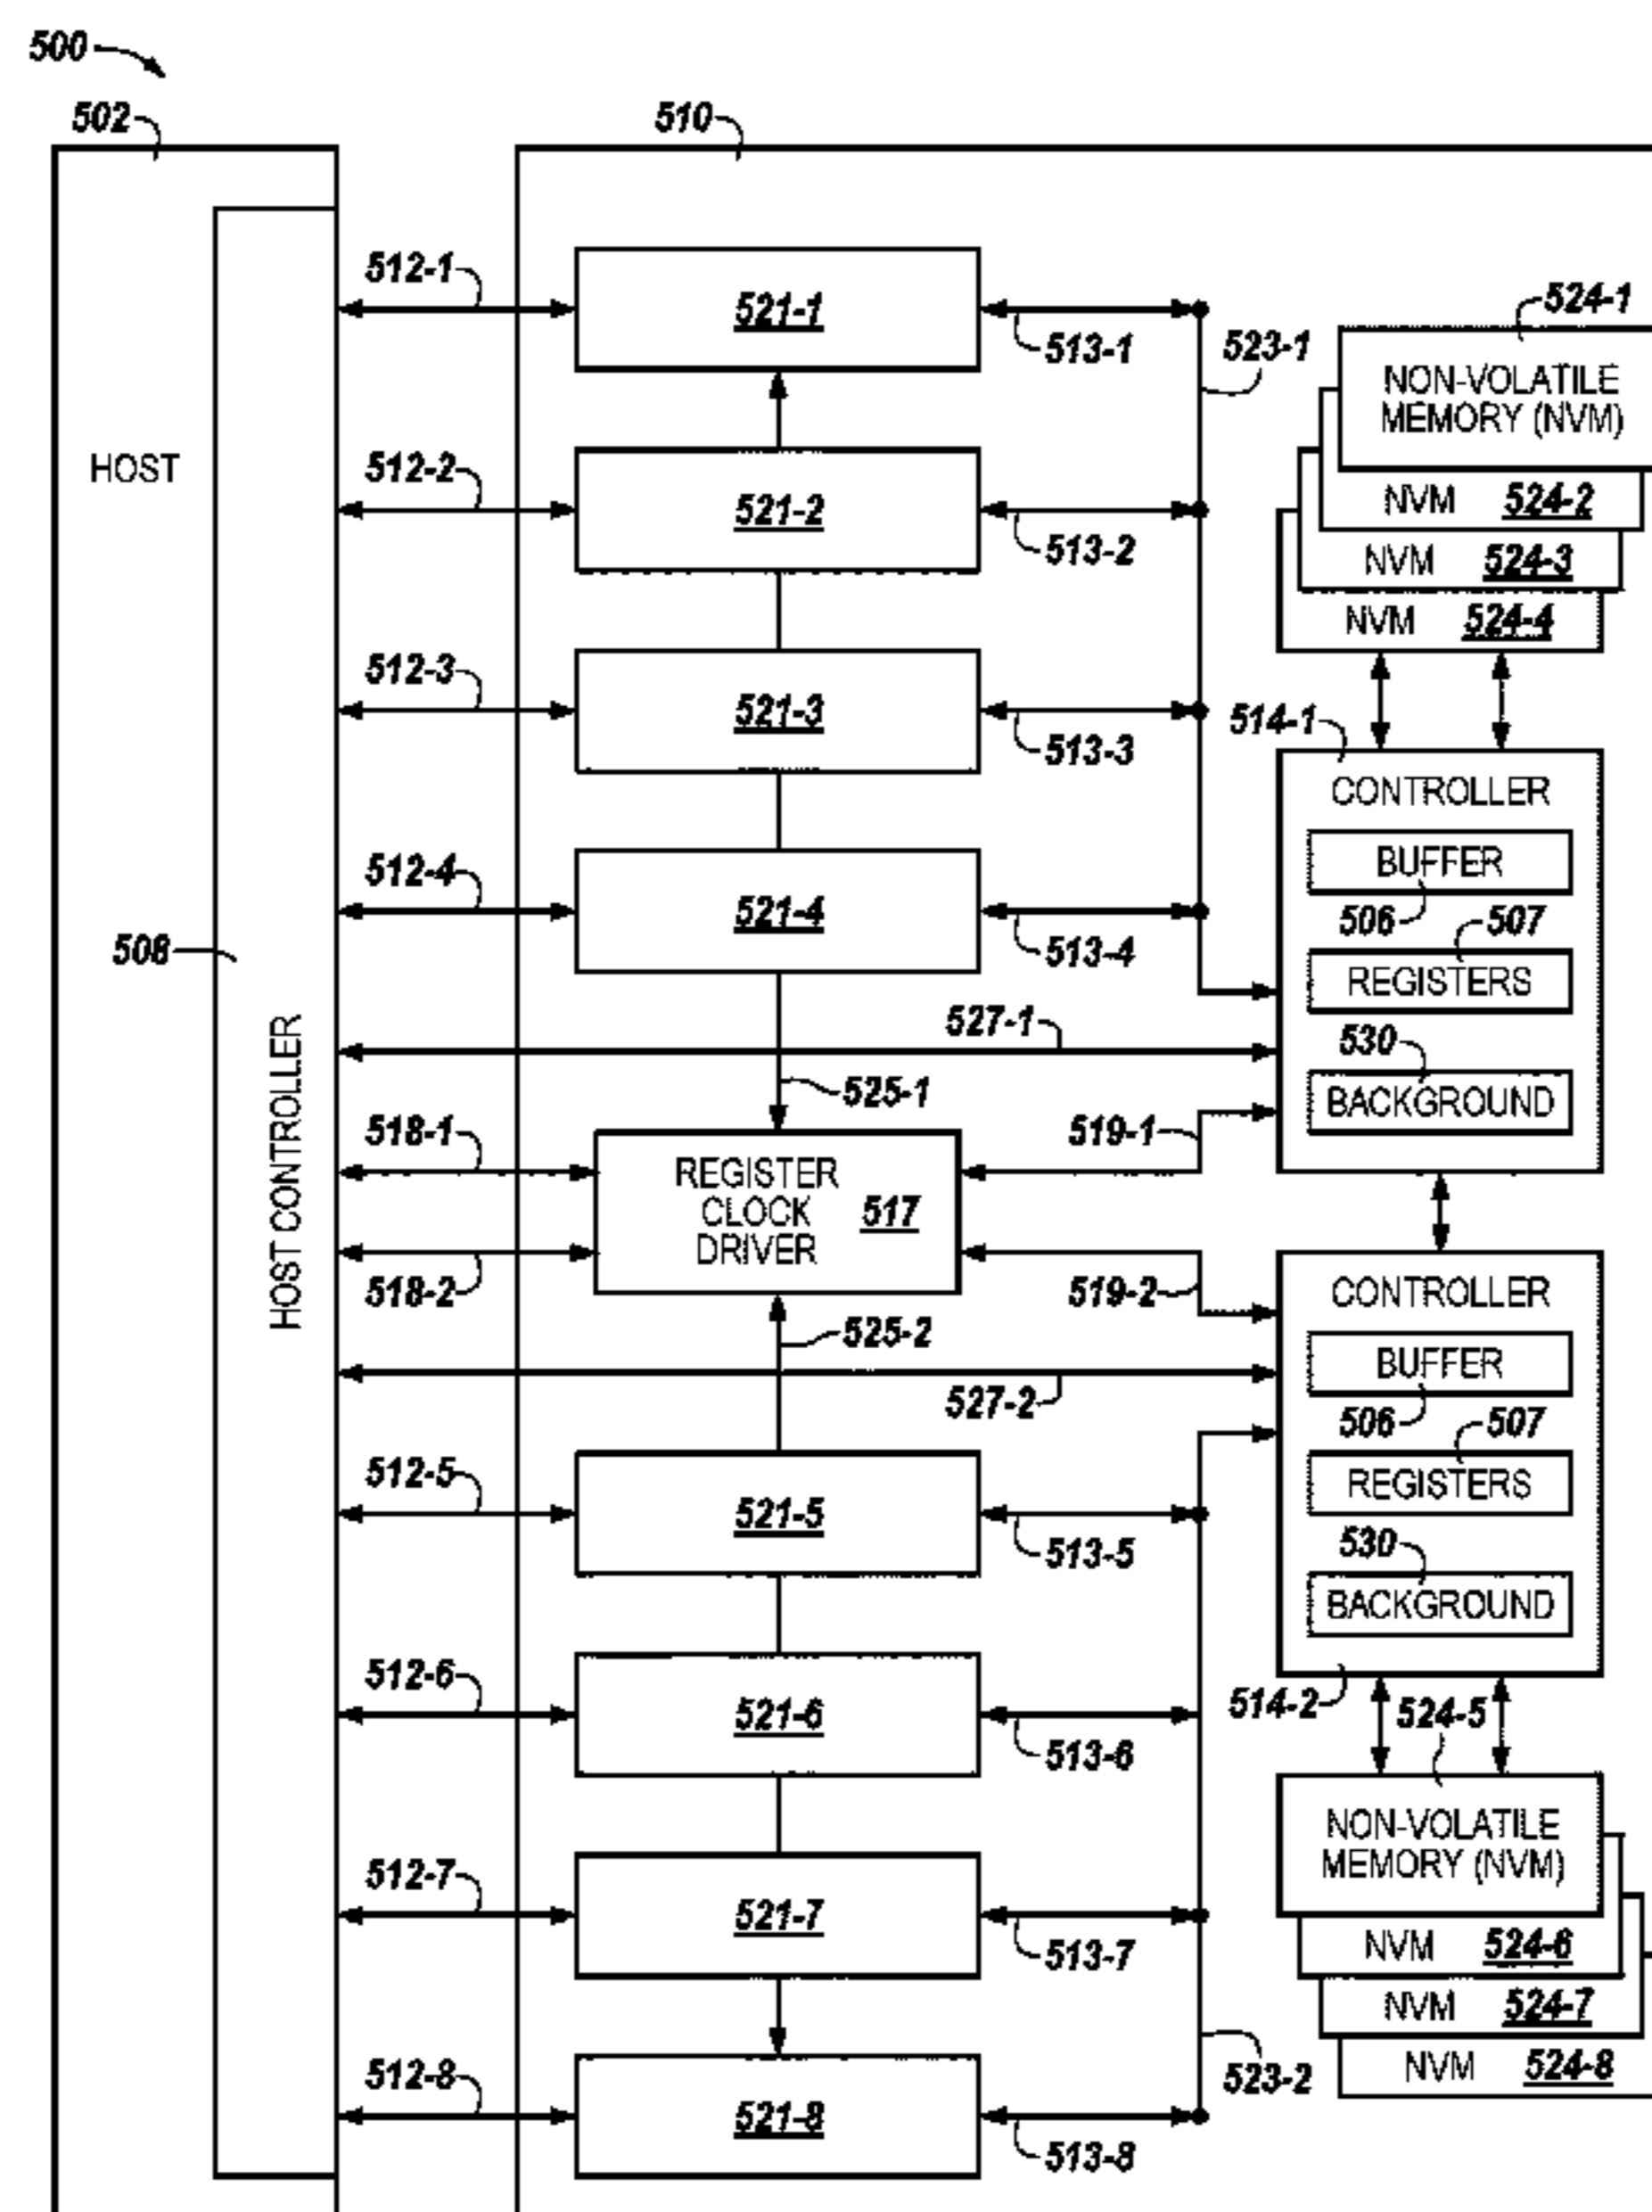 500
502
510
512-1
521-1
513-1
523-1
524-1
NON-VOLATILE
MEMORY (NVM)
HOST
512-2
521-2
513-2
NVM 524-2
NVM 524-3
NVM 524-4
512-3
521-3
513-3
514-1
CONTROLLER
BUFFER
506
507
REGISTERS
530
BACKGROUND
512-4
521-4
513-4
508
HOST CONTROLLER
527-1
525-1
518-1
519-1
REGISTER
CLOCK
DRIVER
517
518-2
519-2
525-2
527-2
CONTROLLER
BUFFER
506
507
REGISTERS
530
BACKGROUND
514-2
512-5
521-5
513-5
512-6
521-6
513-6
524-5
NON-VOLATILE
MEMORY (NVM)
512-7
521-7
513-7
NVM 524-6
NVM 524-7
NVM 524-8
523-2
512-8
521-8
513-8